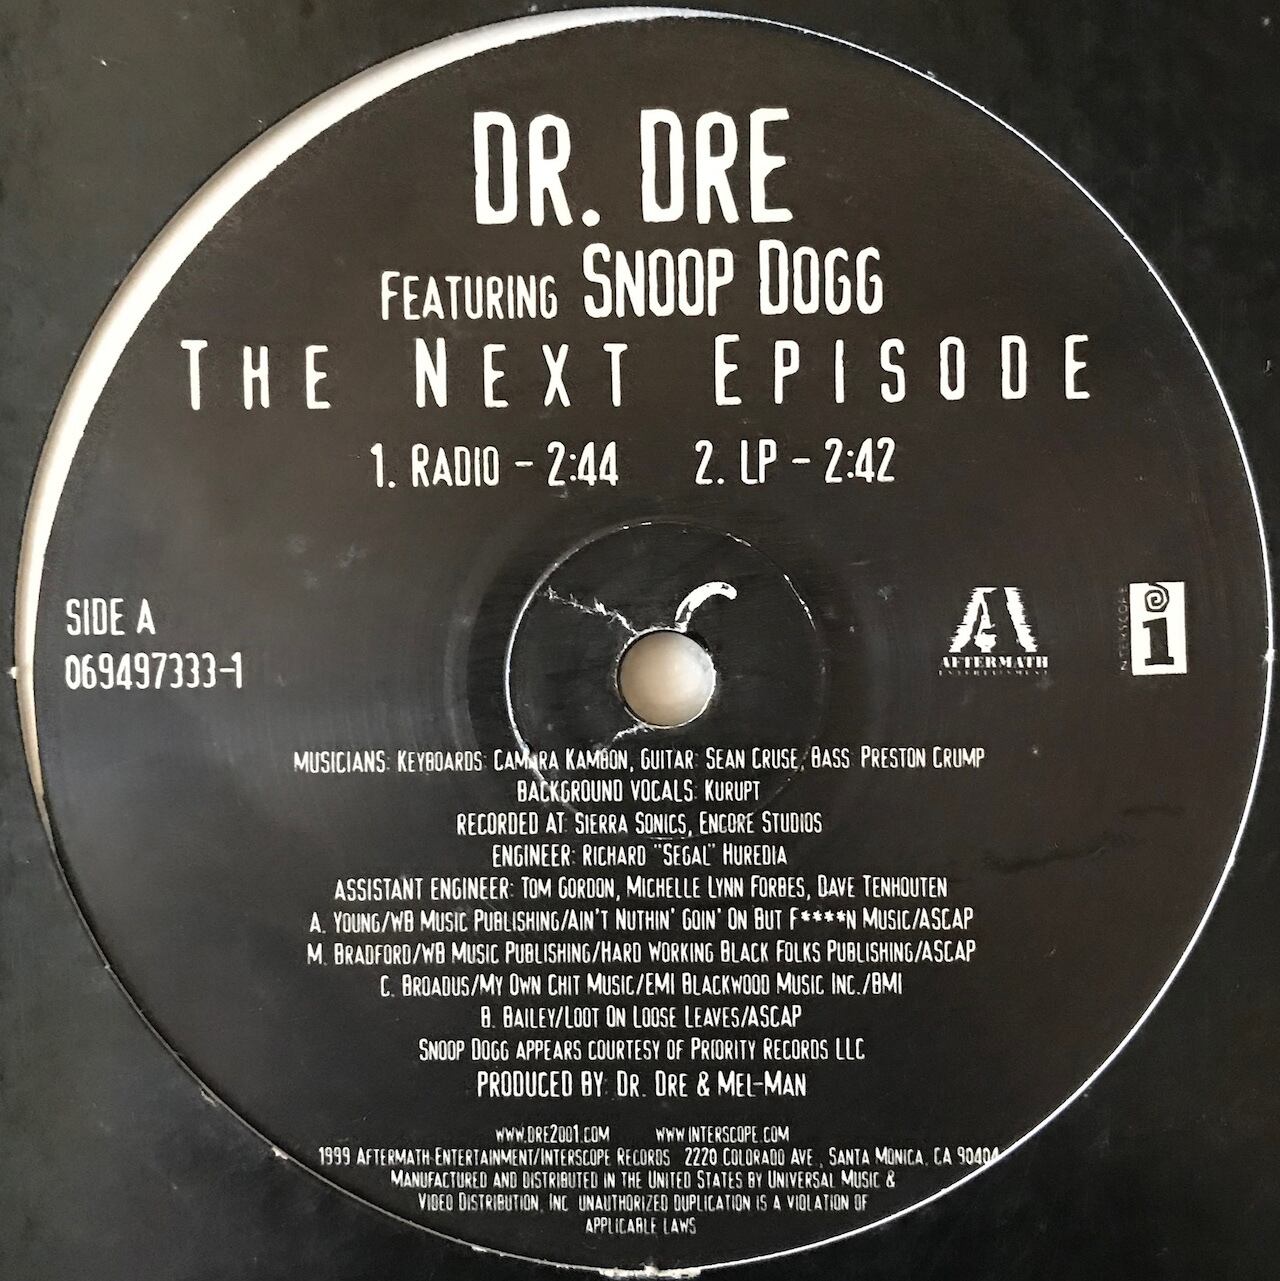 DR. DRE
FEATURING SNOOP DOGG
THE NEXT EPISODE
1. RADIO - 2:44 2. LP - 2:42
SIDE A
069497333-1
AFTERMATH
ENTERTAINMENT
INTERSCOPE
MUSICIANS: KEYBOARDS: CAMARA KAMBON, GUITAR: SEAN CRUSE, BASS: PRESTON CRUMP
BACKGROUND VOCALS: KURUPT
RECORDED AT: SIERRA SONICS, ENCORE STUDIOS
ENGINEER: RICHARD "SEGAL" HUREDIA
ASSISTANT ENGINEER: TOM GORDON, MICHELLE LYNN FORBES, DAVE TENHOUTEN
A. YOUNG/WB MUSIC PUBLISHING/AIN'T NUTHIN' GOIN' ON BUT F****N MUSIC/ASCAP
M. BRADFORD/WB MUSIC PUBLISHING/HARD WORKING BLACK FOLKS PUBLISHING/ASCAP
C. BROADUS/MY OWN CHIT MUSIC/EMI BLACKWOOD MUSIC INC./BMI
B. BAILEY/LOOT ON LOOSE LEAVES/ASCAP
SNOOP DOGG APPEARS COURTESY OF PRIORITY RECORDS LLC
PRODUCED BY: DR. DRE & MEL-MAN
WWW.DRE2001.COM WWW.INTERSCOPE.COM
1999 AFTERMATH ENTERTAINMENT/INTERSCOPE RECORDS 2220 COLORADO AVE., SANTA MONICA, CA 90404
MANUFACTURED AND DISTRIBUTED IN THE UNITED STATES BY UNIVERSAL MUSIC &
VIDEO DISTRIBUTION, INC. UNAUTHORIZED DUPLICATION IS A VIOLATION OF
APPLICABLE LAWS